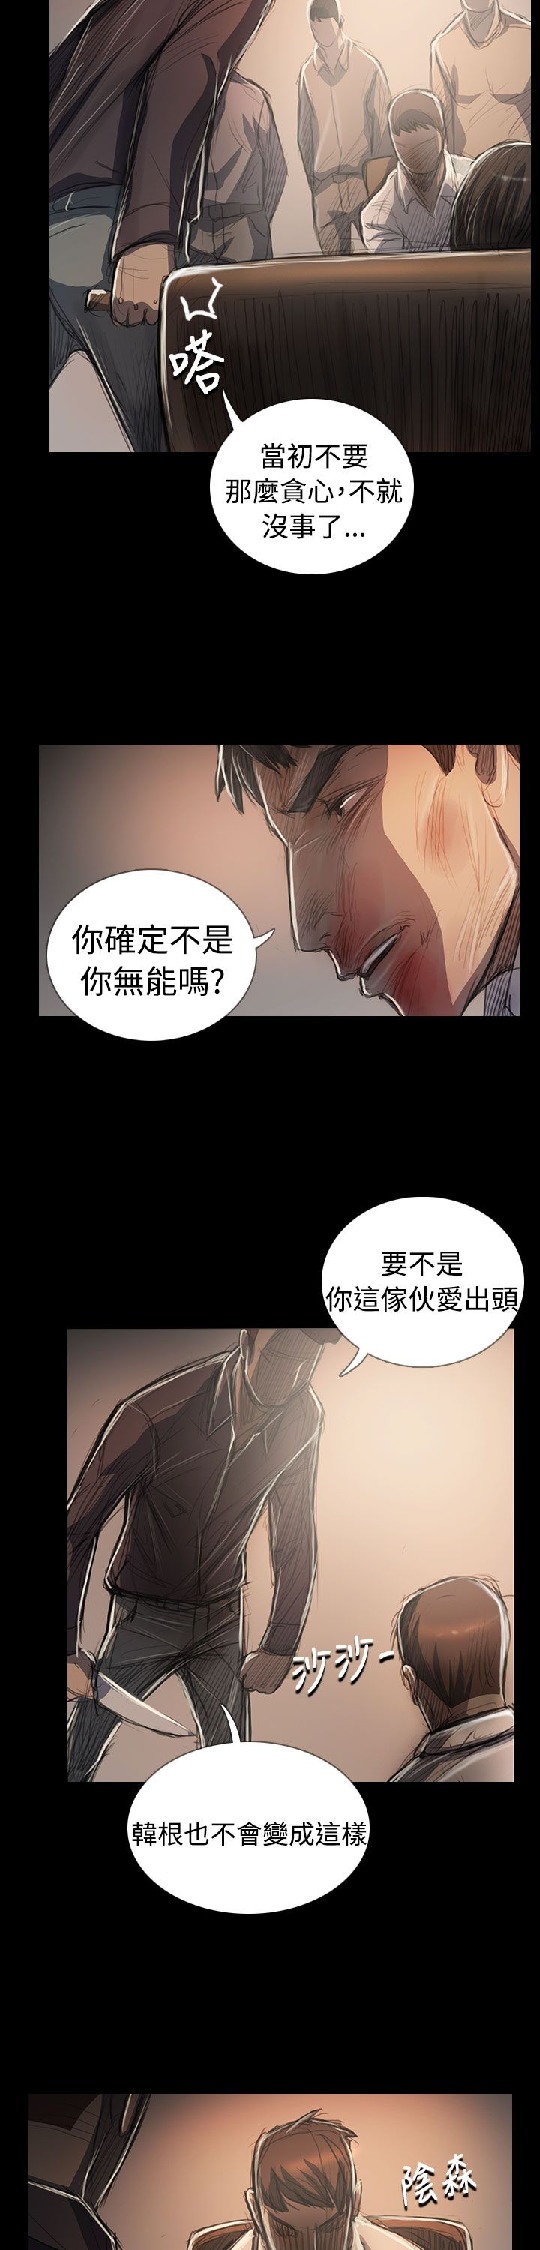 嗒
當初不要
那麼貪心,不就
沒事了...
你確定不是
你無能嗎?
要不是
你這傢伙愛出頭
沙沙-
韓根也不會變成這樣
陰森